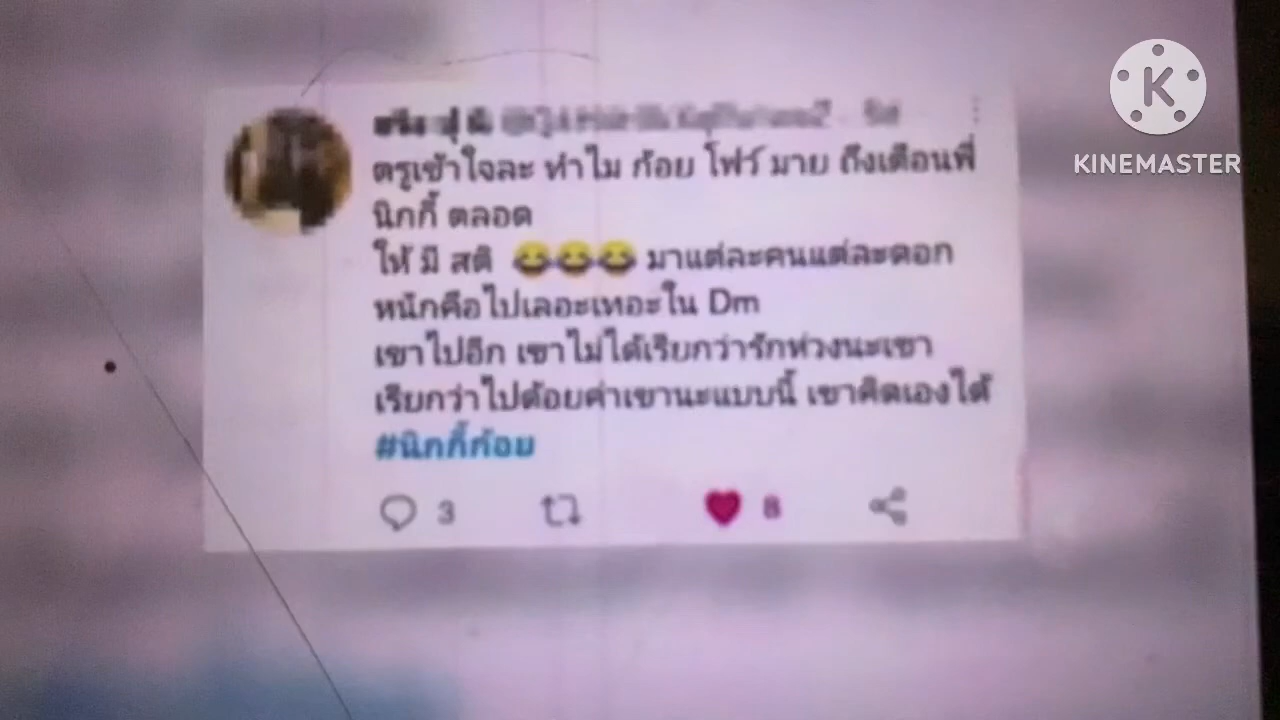 KINEMASTER
ตรูเข้าใจละ ทำไม ก้อย โฟร์ มาย ถึงเตือนพี่
นิกกี้ ตลอด
ให้ มี สติ 😂😂😂 มาแต่ละคนแต่ละดอก
หนักคือไปเลอะเทอะใน Dm
เขาไปอีก เขาไม่ได้เรียกว่ารักห่วงนะเขา
เรียกว่าไปด้อยค่าเขานะแบบนี้ เขาคิดเองได้
#นิกกี้ก้อย
3 8